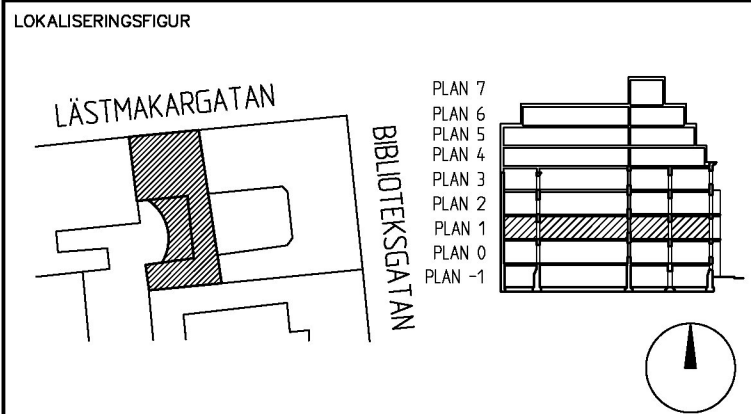 LOKALISERINGSFIGUR
LÄSTMAKARGATAN
BIBLIOTEKSGATAN
PLAN 7
PLAN 6
PLAN 5
PLAN 4
PLAN 3
PLAN 2
PLAN 1
PLAN 0
PLAN -1